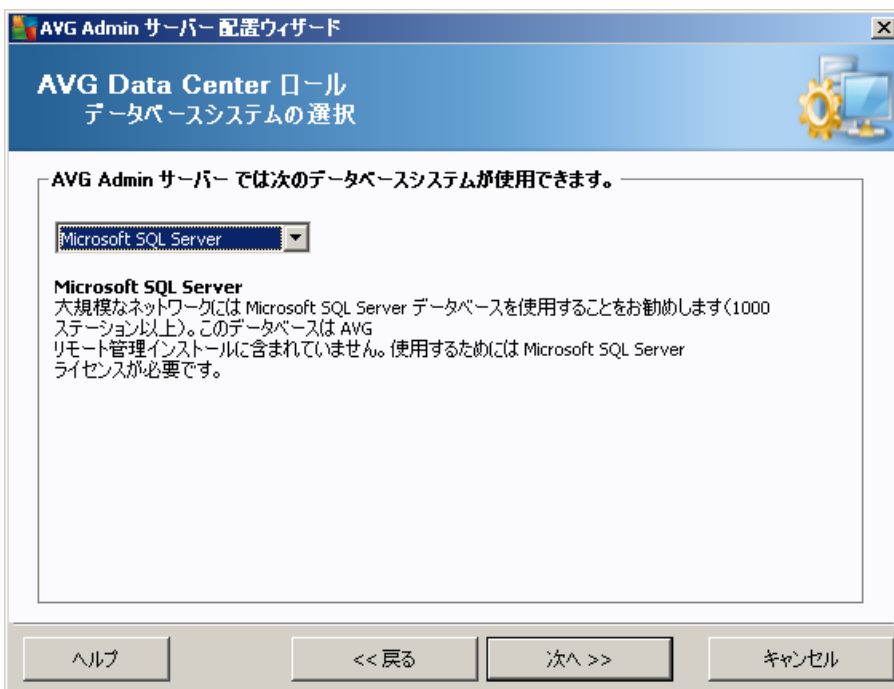 AVG Admin サーバー 配置ウィザード
AVG Data Center ロール
データベースシステムの選択
AVG Admin サーバー では次のデータベースシステムが使用できます。
Microsoft SQL Server
Microsoft SQL Server
大規模なネットワークには Microsoft SQL Server データベースを使用することをお勧めします(1000
ステーション以上)。このデータベースは AVG
リモート管理インストールに含まれていません。使用するためには Microsoft SQL Server
ライセンスが必要です。
ヘルプ
<< 戻る
次へ >>
キャンセル